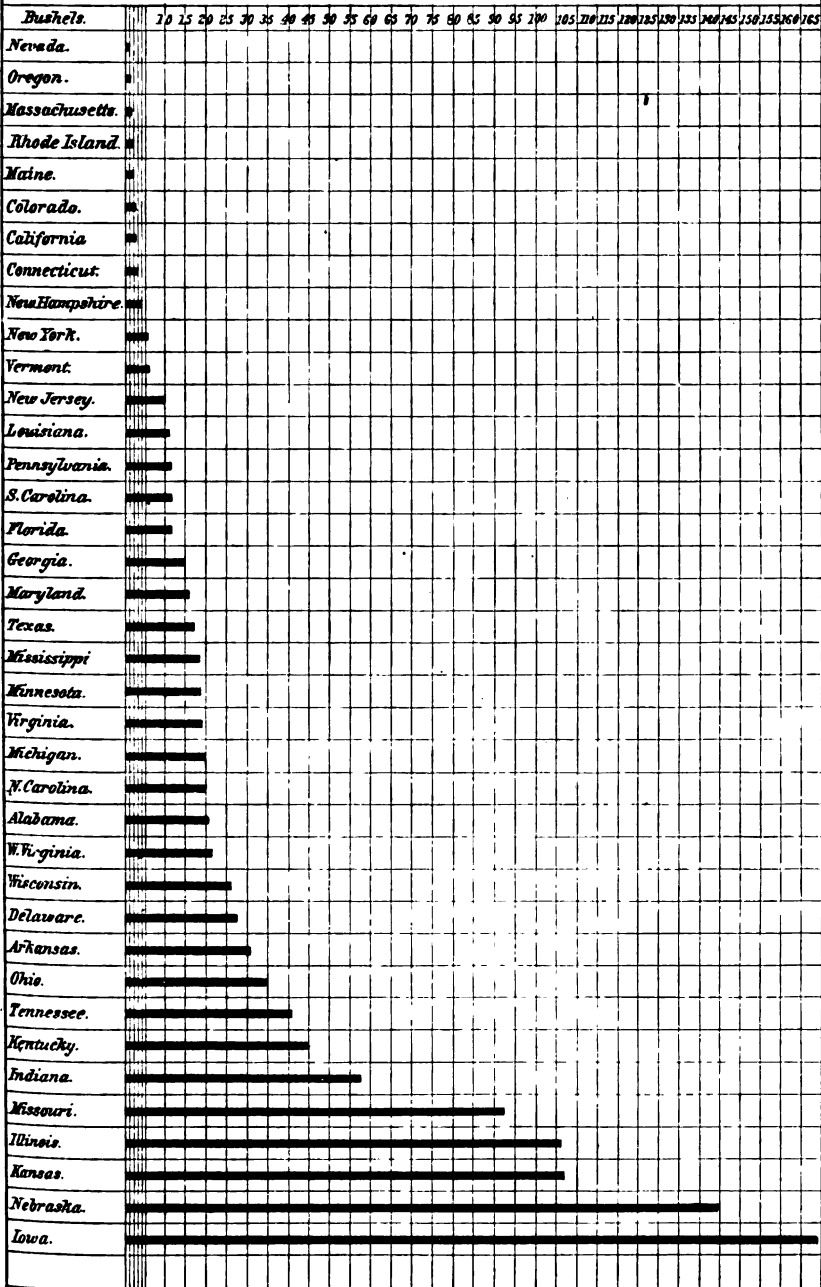 Bushels. 10 15 20 25 30 35 40 45 50 55 60 65 70 75 80 85 90 95 100 105 110 115 120 125 130 135 140 145 150 155 160 165
Nevada.
Oregon.
Massachusetts.
Rhode Island.
Maine.
Colorado.
California
Connecticut.
New Hampshire.
New York.
Vermont.
New Jersey.
Louisiana.
Pennsylvania.
S. Carolina.
Florida.
Georgia.
Maryland.
Texas.
Mississippi
Minnesota.
Virginia.
Michigan.
N. Carolina.
Alabama.
W. Virginia.
Wisconsin.
Delaware.
Arkansas.
Ohio.
Tennessee.
Kentucky.
Indiana.
Missouri.
Illinois.
Kansas.
Nebraska.
Iowa.